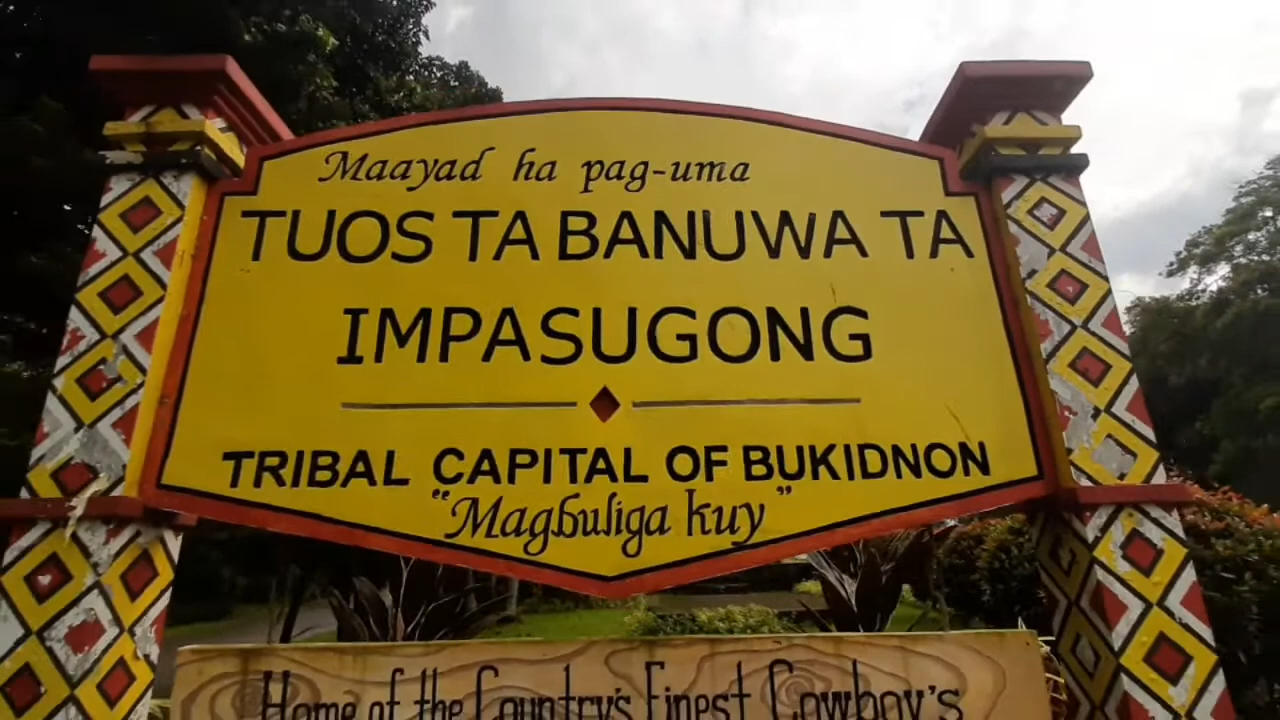 Maayad ha pag-uma
TUOS TA BANUWA TA
IMPASUGONG
TRIBAL CAPITAL OF BUKIDNON
"Magbuliga kuy"
Home of the Country's Finest Cowboy's